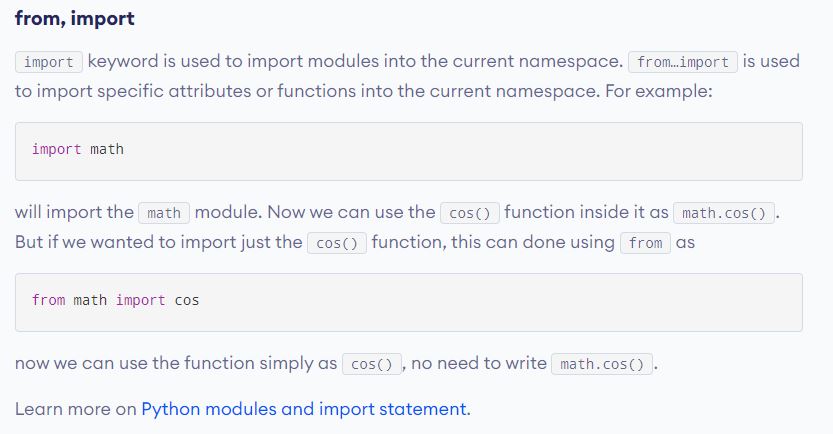 from, import
import keyword is used to import modules into the current namespace. from…import is used
to import specific attributes or functions into the current namespace. For example:
import math
will import the math module. Now we can use the cos() function inside it as math.cos() .
But if we wanted to import just the cos() function, this can done using from as
from math import cos
now we can use the function simply as cos() , no need to write math.cos() .
Learn more on Python modules and import statement.